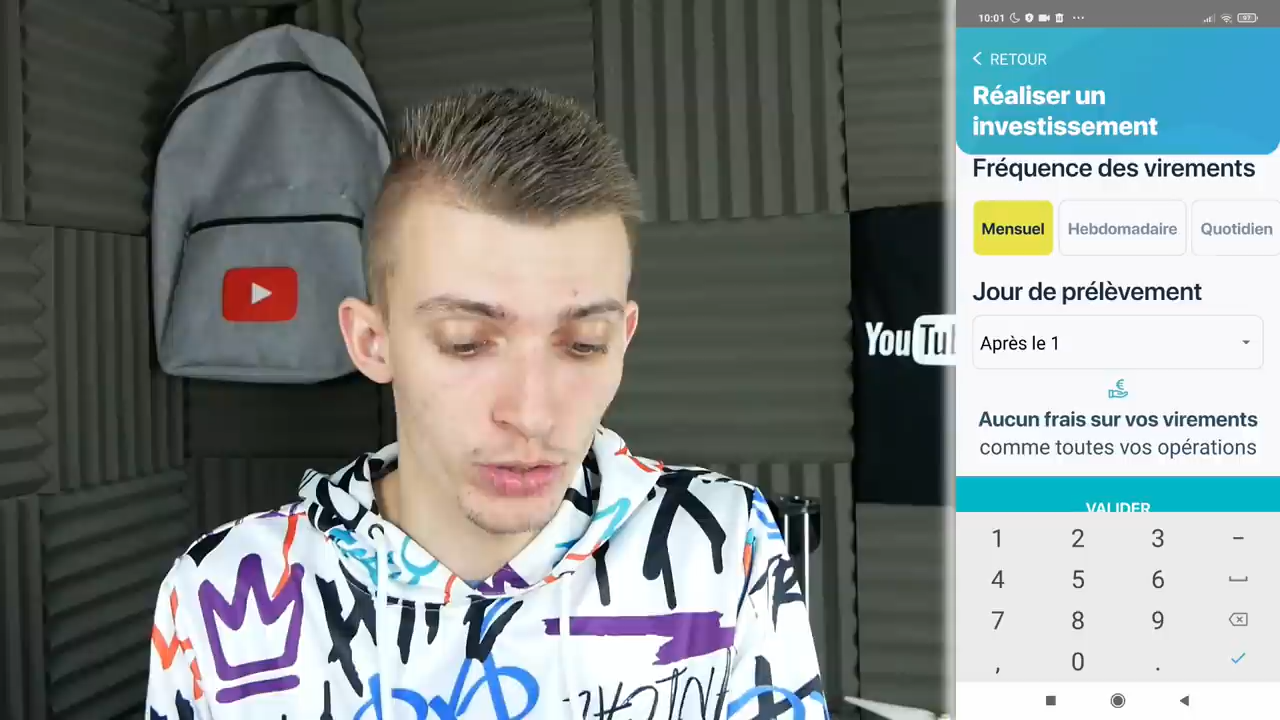 10:01
97
RETOUR
Réaliser un
investissement
Fréquence des virements
Mensuel Hebdomadaire Quotidien
Jour de prélèvement
Après le 1
Aucun frais sur vos virements
comme toutes vos opérations
VALIDER
1 2 3 -
4 5 6
7 8 9
, 0 .
YouTub